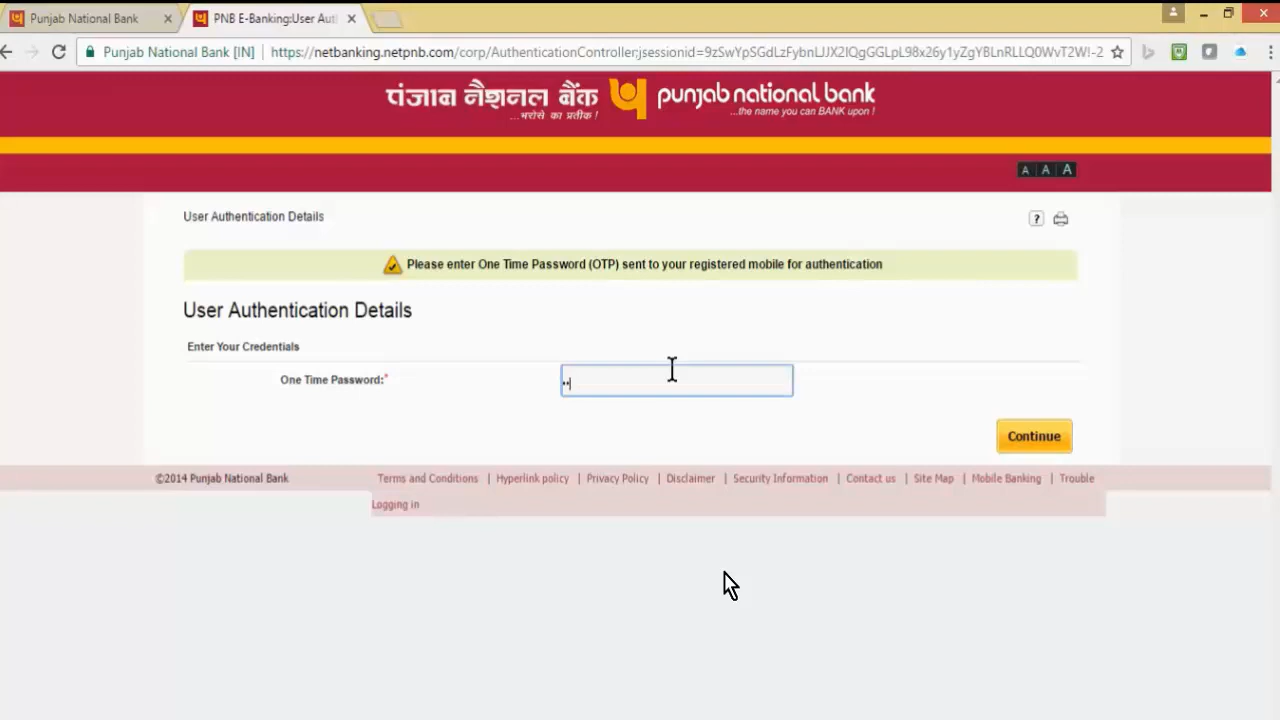 Punjab National Bank
PNB E-Banking:User Aut
Punjab National Bank [IN] https://netbanking.netpnb.com/corp/AuthenticationController;jsessionid=9zSwYpSGdLzFybnLJJX2IQgGGLpL98x26y1yZgYBLnRLLQ0WvT2W!-2
पंजाब नैशनल बैंक punjab national bank
...भरोसे का प्रतीक ! ...the name you can BANK upon !
A A A
User Authentication Details
?
Please enter One Time Password (OTP) sent to your registered mobile for authentication
User Authentication Details
Enter Your Credentials
One Time Password:*
Continue
©2014 Punjab National Bank Terms and Conditions | Hyperlink policy | Privacy Policy | Disclaimer | Security Information | Contact us | Site Map | Mobile Banking | Trouble
Logging in